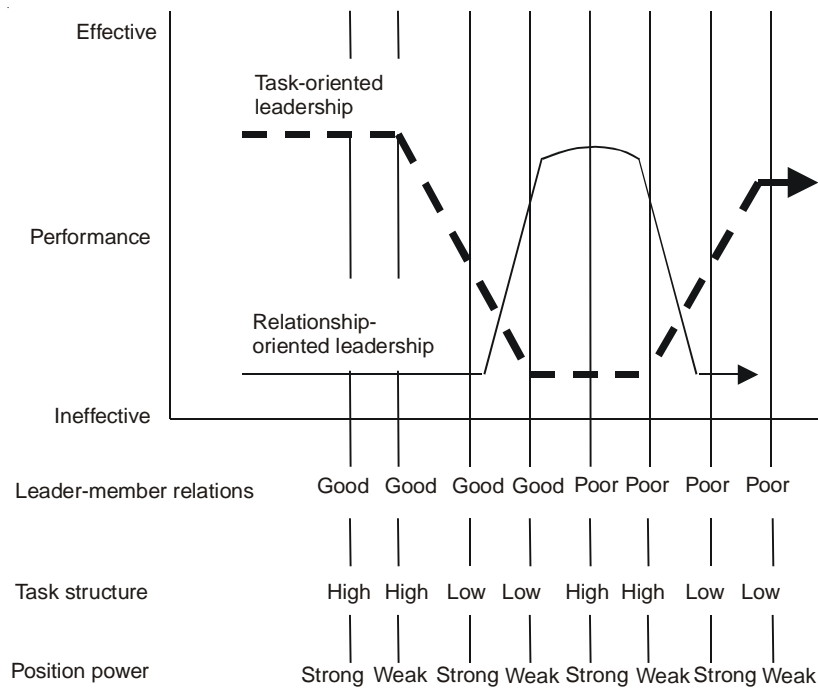 Effective
Task-oriented
leadership
Performance
Relationship-
oriented leadership
Ineffective
Leader-member relations Good Good Good Good Poor Poor Poor Poor
Task structure High High Low Low High High Low Low
Position power Strong Weak Strong Weak Strong Weak Strong Weak